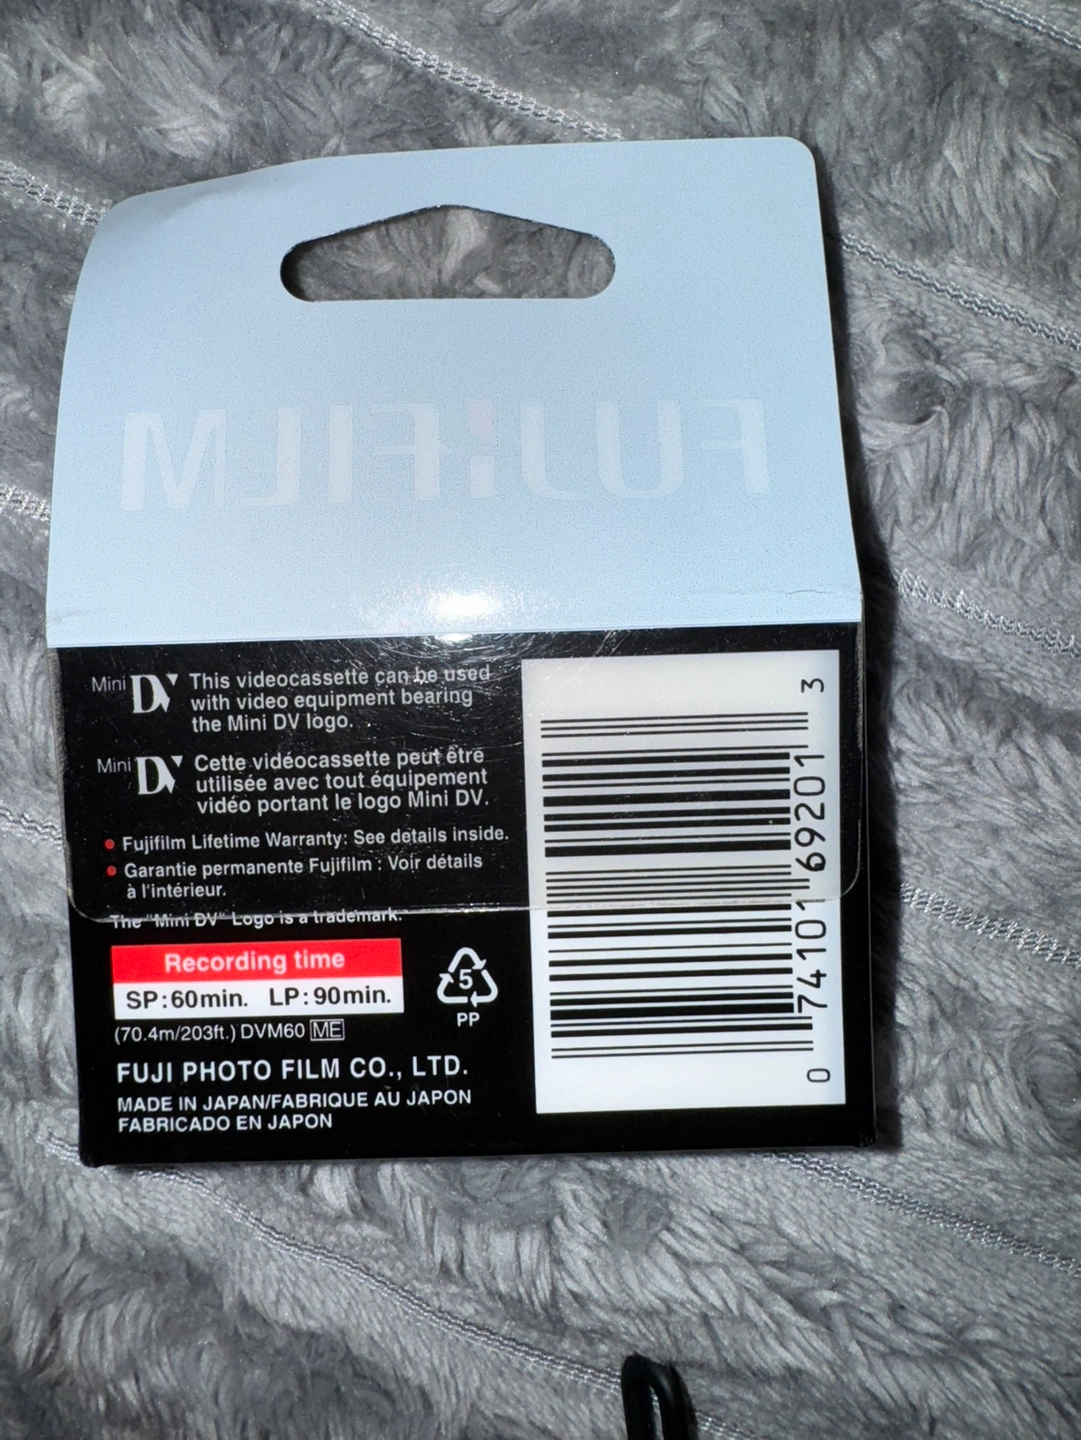 FUJIFILM
Mini DV This videocassette can be used
with video equipment bearing
the Mini DV logo.
Mini DV Cette vidéocassette peut être
utilisée avec tout équipement
vidéo portant le logo Mini DV.
• Fujifilm Lifetime Warranty: See details inside.
• Garantie permanente Fujifilm : Voir détails
à l'intérieur.
The "Mini DV" Logo is a trademark.
Recording time
SP:60min. LP:90min.
(70.4m/203ft.) DVM60 ME
5
PP
FUJI PHOTO FILM CO., LTD.
MADE IN JAPAN/FABRIQUE AU JAPON
FABRICADO EN JAPON
0 74101 69201 3